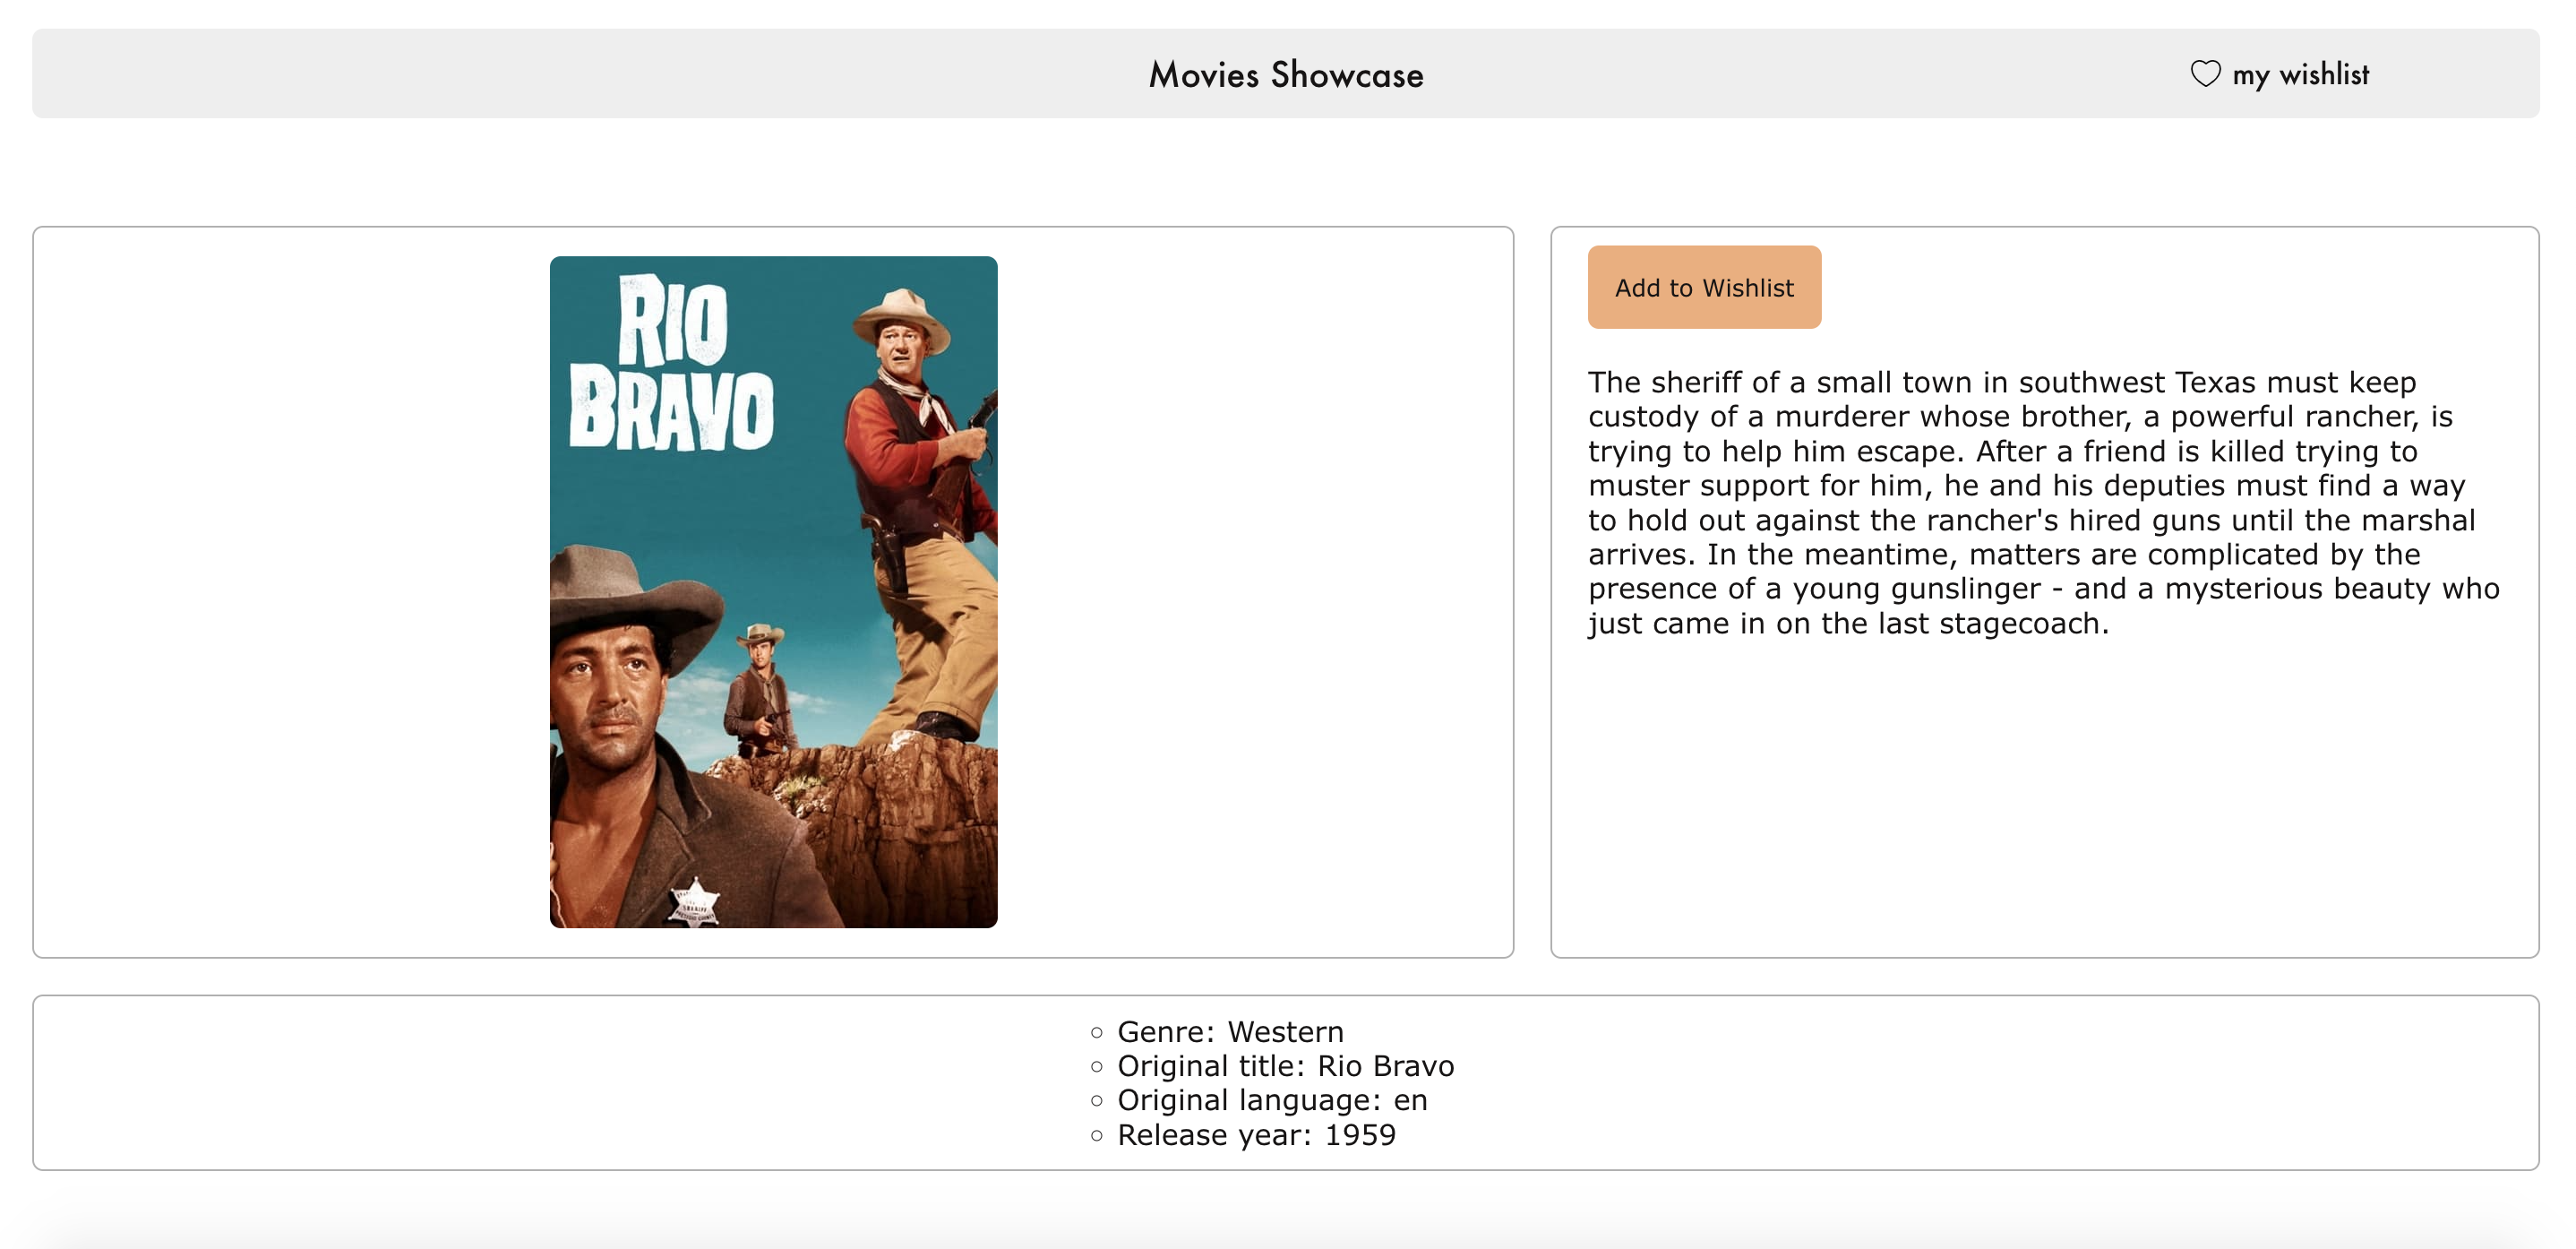 Movies Showcase
my wishlist
RIO
BRAVO
Add to Wishlist
The sheriff of a small town in southwest Texas must keep
custody of a murderer whose brother, a powerful rancher, is
trying to help him escape. After a friend is killed trying to
muster support for him, he and his deputies must find a way
to hold out against the rancher's hired guns until the marshal
arrives. In the meantime, matters are complicated by the
presence of a young gunslinger - and a mysterious beauty who
just came in on the last stagecoach.
Genre: Western
Original title: Rio Bravo
Original language: en
Release year: 1959